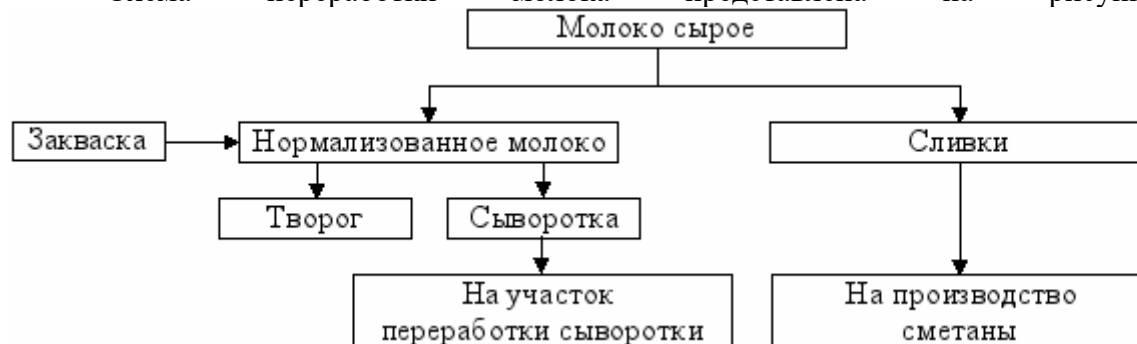 Молоко сырое
Закваска
Нормализованное молоко
Сливки
Творог
Сыворотка
На участок
переработки сыворотки
На производство
сметаны